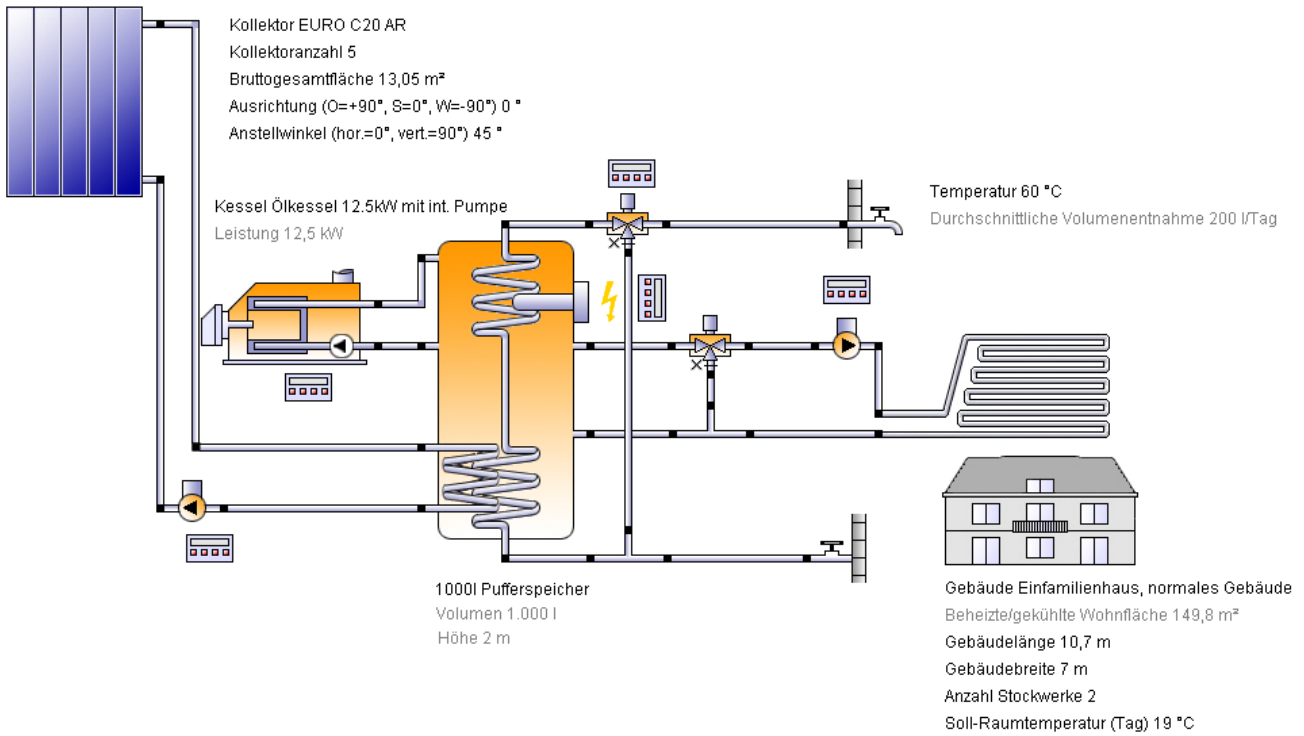 Kollektor EURO C20 AR
Kollektoranzahl 5
Bruttogesamtfläche 13,05 m²
Ausrichtung (O=+90°, S=0°, W=-90°) 0 °
Anstellwinkel (hor.=0°, vert.=90°) 45 °
Kessel Ölkessel 12.5kW mit int. Pumpe
Leistung 12,5 kW
Temperatur 60 °C
Durchschnittliche Volumenentnahme 200 l/Tag
1000l Pufferspeicher
Volumen 1.000 l
Höhe 2 m
Gebäude Einfamilienhaus, normales Gebäude
Beheizte/gekühlte Wohnfläche 149,8 m²
Gebäudelänge 10,7 m
Gebäudebreite 7 m
Anzahl Stockwerke 2
Soll-Raumtemperatur (Tag) 19 °C